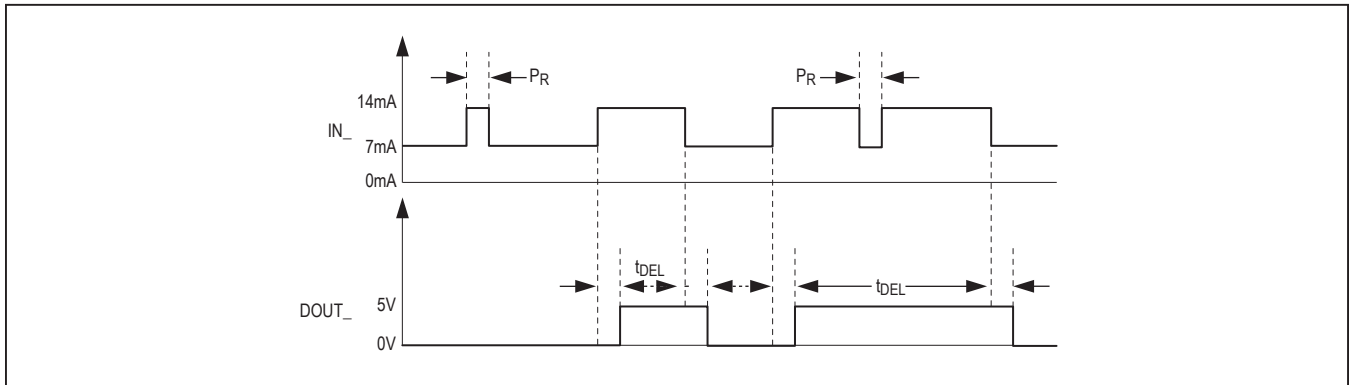 PR
PR
14mA
IN_
7mA
0mA
tDEL
tDEL
5V
DOUT_
0V